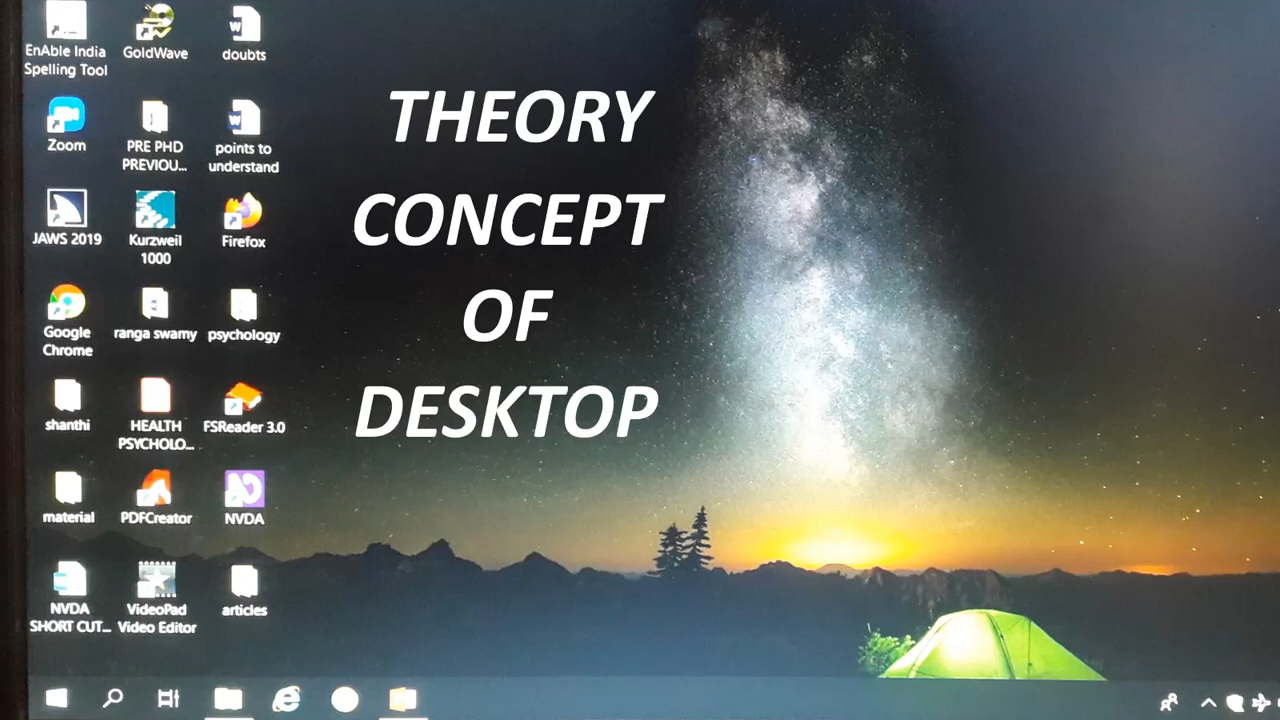 EnAble India
Spelling Tool
GoldWave
doubts
Zoom
PRE PHD
PREVIOU...
points to
understand
JAWS 2019
Kurzweil
1000
Firefox
Google
Chrome
ranga swamy
psychology
shanthi
HEALTH
PSYCHOLO...
FSReader 3.0
material
PDFCreator
NVDA
NVDA
SHORT CUT...
VideoPad
Video Editor
articles
THEORY
CONCEPT
OF
DESKTOP